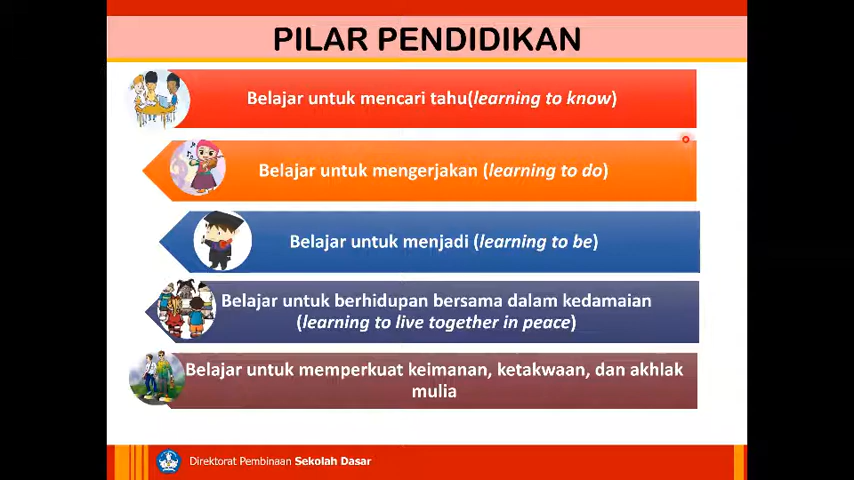 PILAR PENDIDIKAN
Belajar untuk mencari tahu(learning to know)
Belajar untuk mengerjakan (learning to do)
Belajar untuk menjadi (learning to be)
Belajar untuk berhidupan bersama dalam kedamaian
(learning to live together in peace)
Belajar untuk memperkuat keimanan, ketakwaan, dan akhlak
mulia
Direktorat Pembinaan Sekolah Dasar